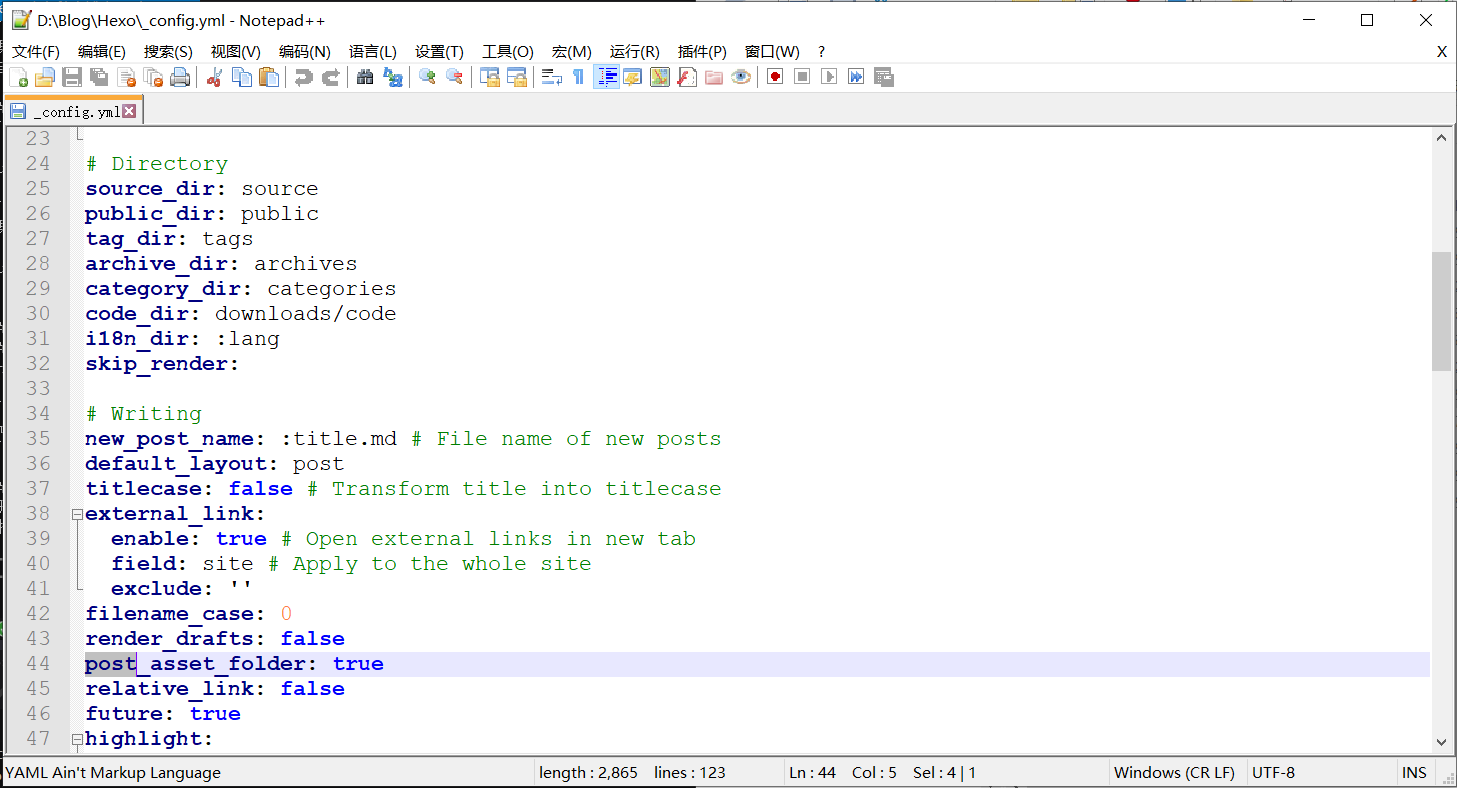 D:\Blog\Hexo\_config.yml - Notepad++
文件(F) 编辑(E) 搜索(S) 视图(V) 编码(N) 语言(L) 设置(T) 工具(O) 宏(M) 运行(R) 插件(P) 窗口(W) ? X
_config.yml
23
24 # Directory
25 source_dir: source
26 public_dir: public
27 tag_dir: tags
28 archive_dir: archives
29 category_dir: categories
30 code_dir: downloads/code
31 i18n_dir: :lang
32 skip_render:
33
34 # Writing
35 new_post_name: :title.md # File name of new posts
36 default_layout: post
37 titlecase: false # Transform title into titlecase
38 external_link:
39 enable: true # Open external links in new tab
40 field: site # Apply to the whole site
41 exclude: ''
42 filename_case: 0
43 render_drafts: false
44 post_asset_folder: true
45 relative_link: false
46 future: true
47 highlight:
YAML Ain't Markup Language length : 2,865 lines : 123 Ln : 44 Col : 5 Sel : 4 | 1 Windows (CR LF) UTF-8 INS